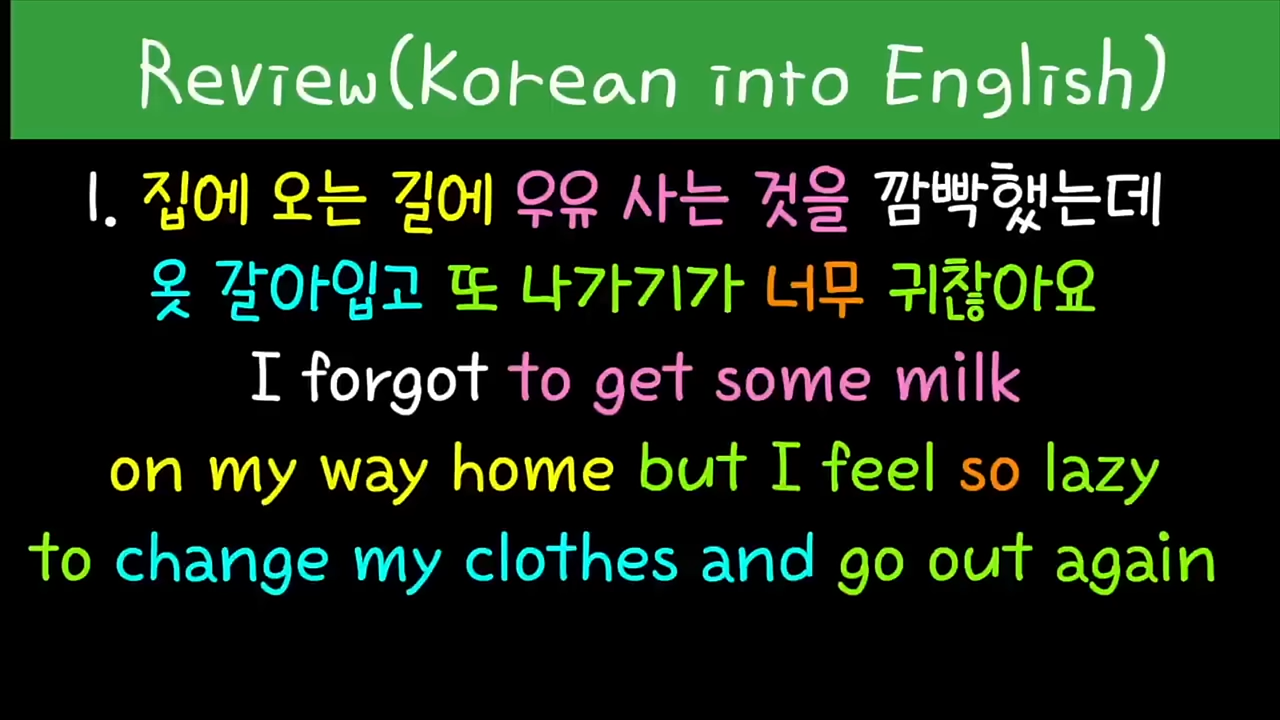 Review(Korean into English)
1. 집에 오는 길에 우유 사는 것을 깜빡했는데
옷 갈아입고 또 나가기가 너무 귀찮아요
I forgot to get some milk
on my way home but I feel so lazy
to change my clothes and go out again